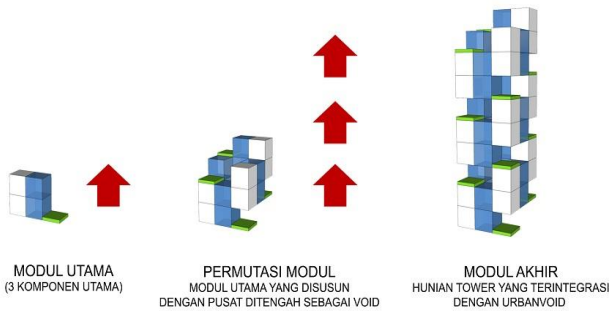 MODUL UTAMA
(3 KOMPONEN UTAMA)
PERMUTASI MODUL
MODUL UTAMA YANG DISUSUN
DENGAN PUSAT DITENGAH SEBAGAI VOID
MODUL AKHIR
HUNIAN TOWER YANG TERINTEGRASI
DENGAN URBANVOID